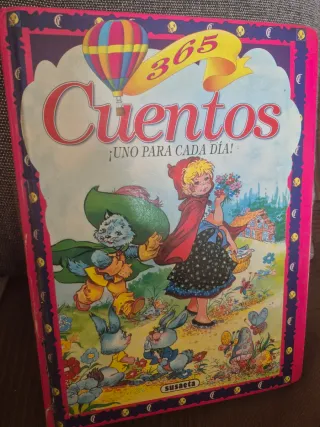 365
Cuentos
¡UNO PARA CADA DÍA!
susaeta